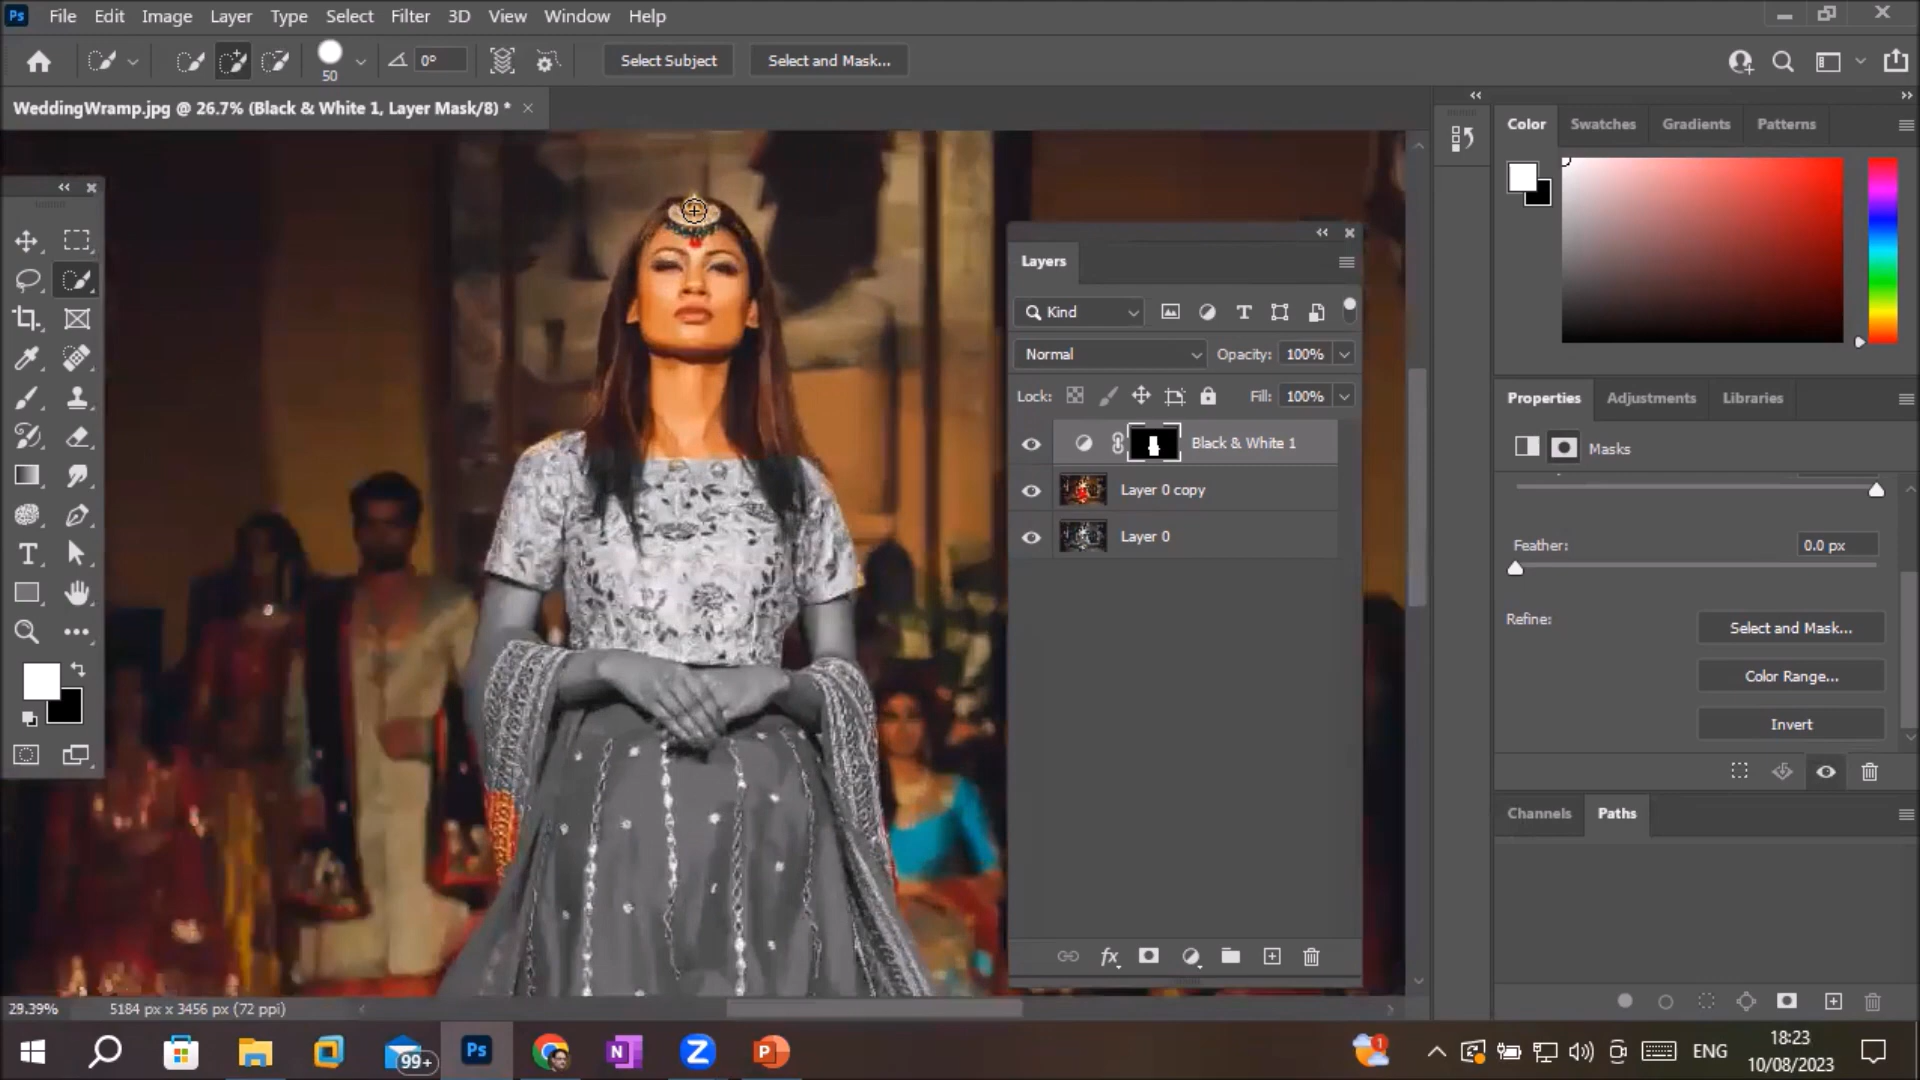 Ps File Edit Image Layer Type Select Filter 3D View Window Help
50 0° Select Subject Select and Mask...
WeddingWramp.jpg @ 26.7% (Black & White 1, Layer Mask/8) *
Color Swatches Gradients Patterns
Layers
Kind
Normal Opacity: 100%
Lock: Fill: 100%
Black & White 1
Layer 0 copy
Layer 0
fx
Properties Adjustments Libraries
Masks
Feather: 0.0 px
Refine: Select and Mask...
Color Range...
Invert
Channels Paths
29.39% 5184 px x 3456 px (72 ppi)
99+ Ps N Z P 1 ENG 18:23
10/08/2023